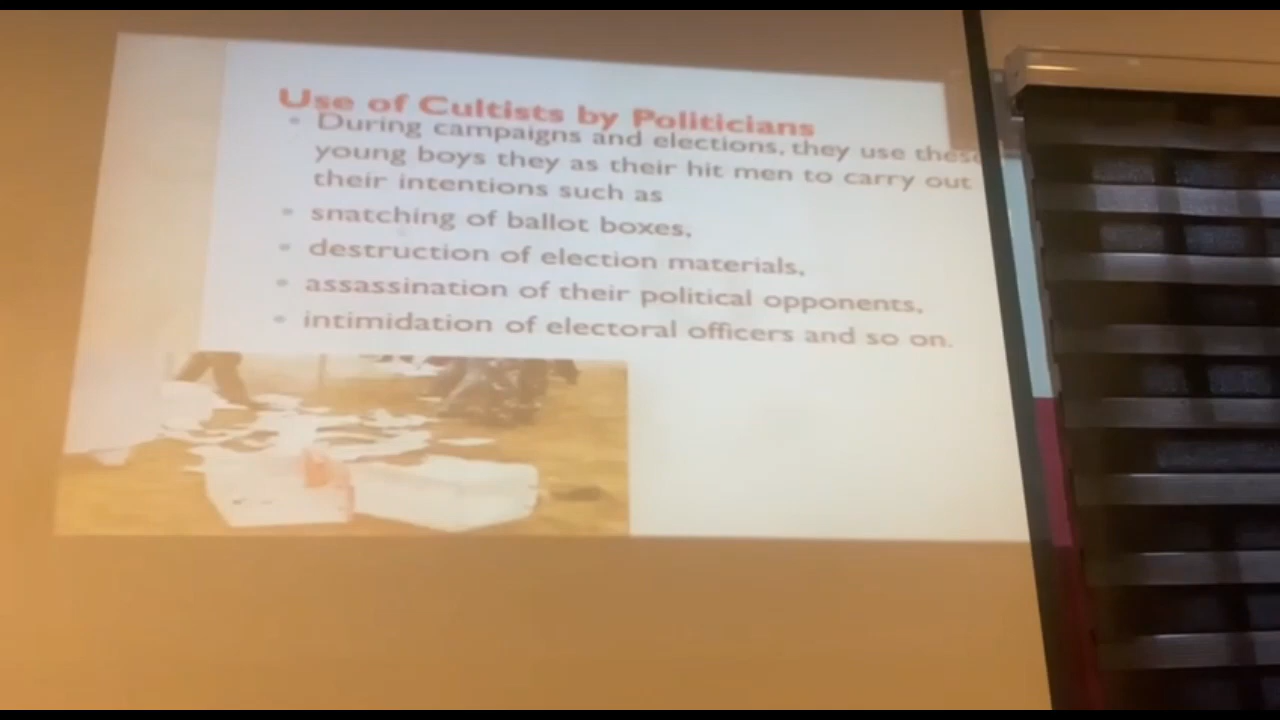 Use of Cultists by Politicians
During campaigns and elections, they use these
young boys they as their hit men to carry out
their intentions such as
snatching of ballot boxes,
destruction of election materials,
assassination of their political opponents,
intimidation of electoral officers and so on.